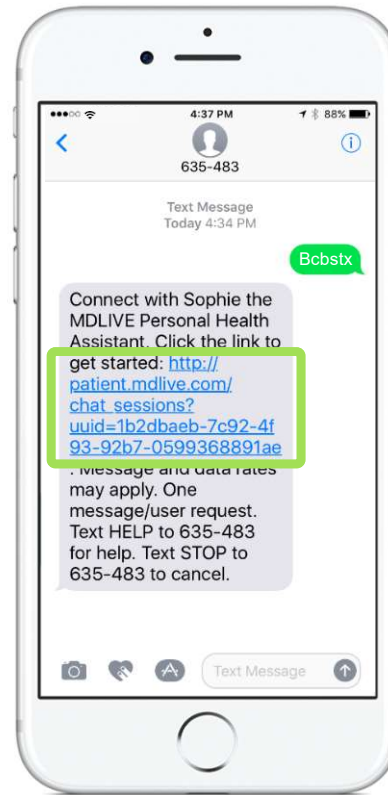 4:37 PM
88%
635-483
Text Message
Today 4:34 PM
Bcbstx
Connect with Sophie the
MDLIVE Personal Health
Assistant. Click the link to
get started: http://
patient.mdlive.com/
chat_sessions?
uuid=1b2dbaeb-7c92-4f
93-92b7-0599368891ae
. Message and data rates
may apply. One
message/user request.
Text HELP to 635-483
for help. Text STOP to
635-483 to cancel.
Text Message